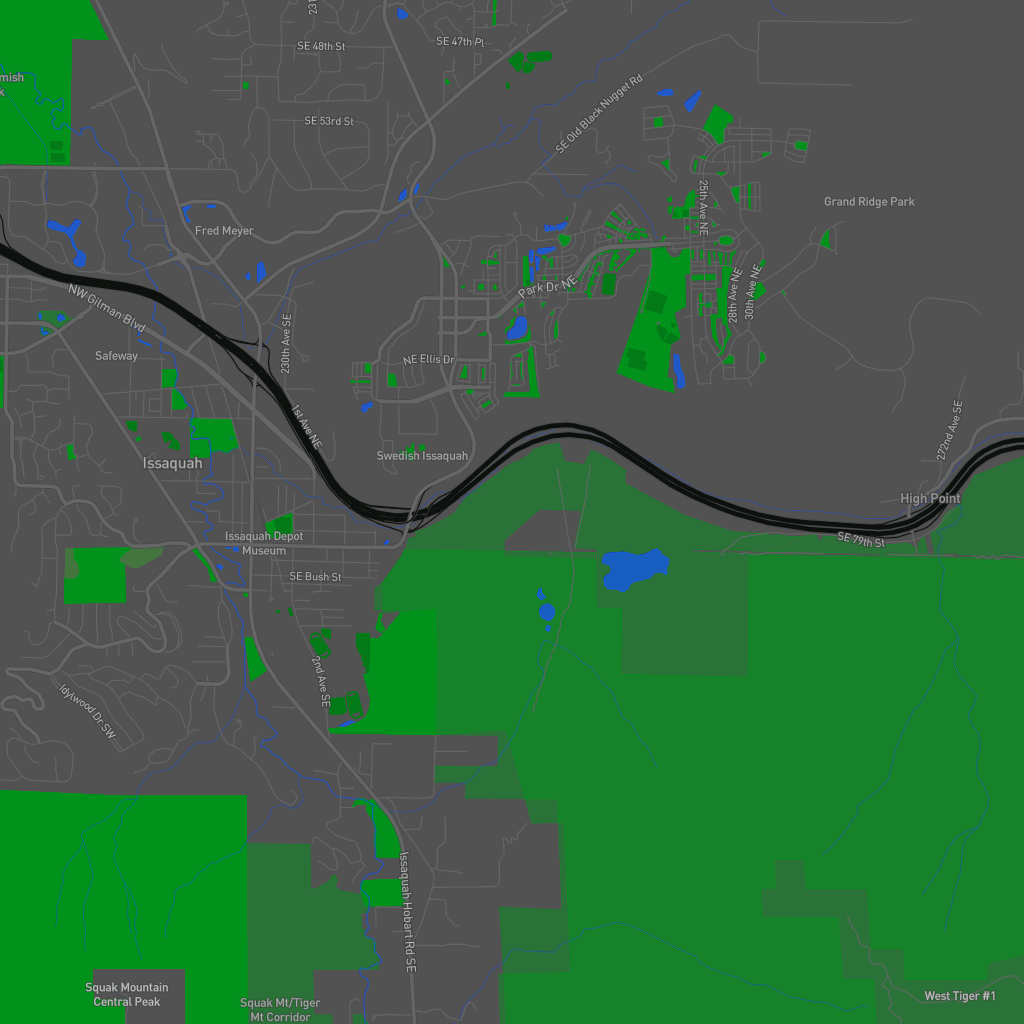 231
SE 47th Pl
SE 48th St
mish
k
SE Old Black Nugget Rd
SE 53rd St
25th Ave NE
Grand Ridge Park
Fred Meyer
Park Dr NE
28th Ave NE
30th Ave NE
NW Gilman Blvd
230th Ave SE
Safeway
NE Ellis Dr
1st Ave NE
272nd Ave SE
Swedish Issaquah
Issaquah
High Point
Issaquah Depot
Museum
SE 79th St
SE Bush St
2nd Ave SE
Idylwood Dr SW
Issaquah Hobart Rd SE
Squak Mountain
Central Peak
West Tiger #1
Squak Mt/Tiger
Mt Corridor